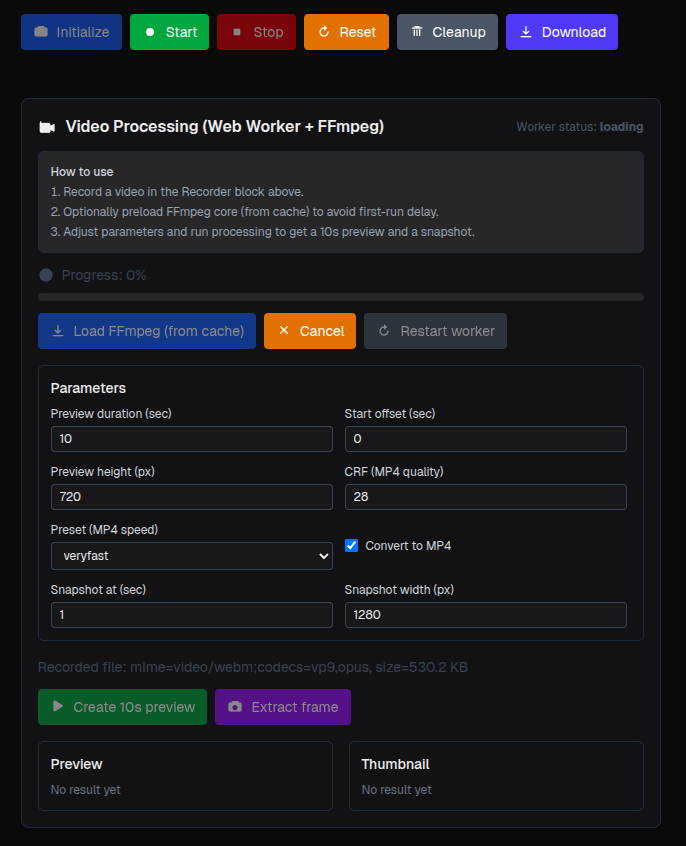 Initialize Start Stop Reset Cleanup Download
Video Processing (Web Worker + FFmpeg) Worker status: loading
How to use
1. Record a video in the Recorder block above.
2. Optionally preload FFmpeg core (from cache) to avoid first-run delay.
3. Adjust parameters and run processing to get a 10s preview and a snapshot.
Progress: 0%
Load FFmpeg (from cache) Cancel Restart worker
Parameters
Preview duration (sec) Start offset (sec)
10 0
Preview height (px) CRF (MP4 quality)
720 28
Preset (MP4 speed)
veryfast Convert to MP4
Snapshot at (sec) Snapshot width (px)
1 1280
Recorded file: mime=video/webm;codecs=vp9,opus, size=530.2 KB
Create 10s preview Extract frame
Preview Thumbnail
No result yet No result yet